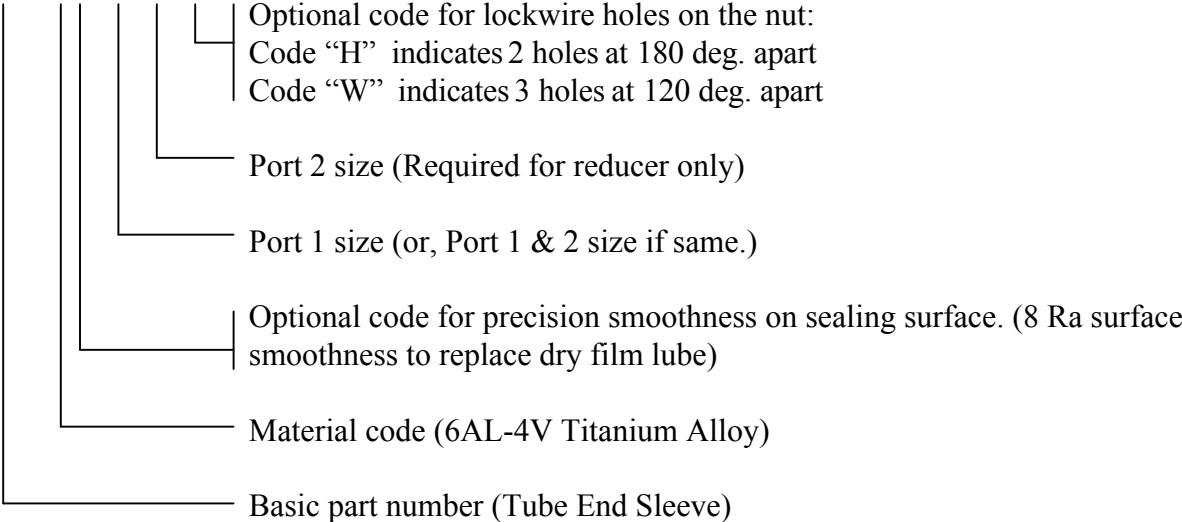 Optional code for lockwire holes on the nut:
Code “H” indicates 2 holes at 180 deg. apart
Code “W” indicates 3 holes at 120 deg. apart
Port 2 size (Required for reducer only)
Port 1 size (or, Port 1 & 2 size if same.)
Optional code for precision smoothness on sealing surface. (8 Ra surface
smoothness to replace dry film lube)
Material code (6AL-4V Titanium Alloy)
Basic part number (Tube End Sleeve)